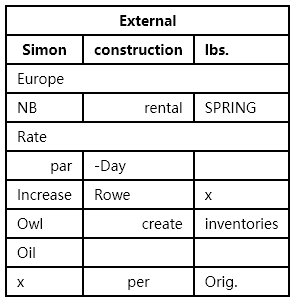 External
Simon construction lbs.
Europe
NB rental SPRING
Rate
par -Day
Increase Rowe x
Owl create inventories
Oil
x per Orig.